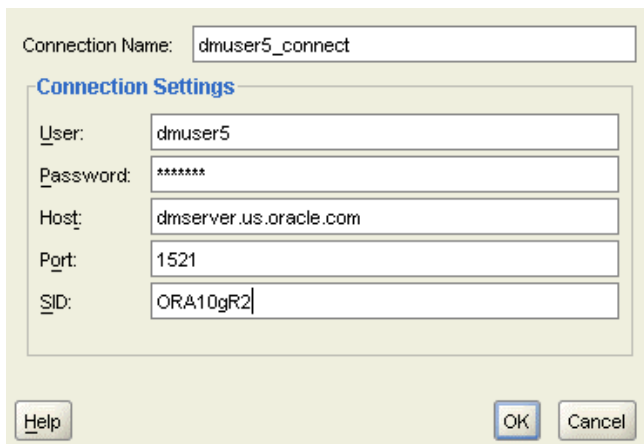 Connection Name: dmuser5_connect
Connection Settings
User: dmuser5
Password: *******
Host: dmserver.us.oracle.com
Port: 1521
SID: ORA10gR2
Help OK Cancel